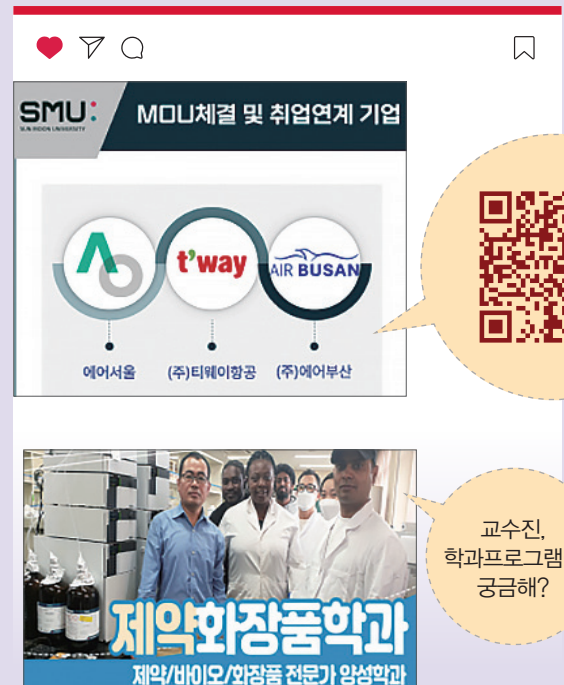 SMU:
SUN MOON UNIVERSITY
MOU체결 및 취업연계 기업
t'way
AIR BUSAN
에어서울
(주)티웨이항공
(주)에어부산
제약화장품학과
제약/바이오/화장품 전문가 양성학과
교수진,
학과프로그램
궁금해?